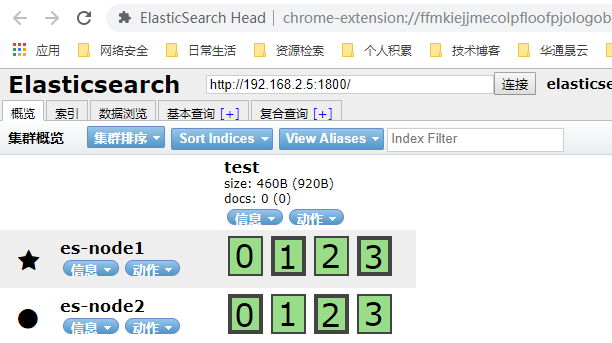 ElasticSearch Head | chrome-extension://ffmkiejjmecolpfloofpjologob
应用 网络安全 日常生活 资源检索 个人积累 技术博文 华通晟云
Elasticsearch http://192.168.2.5:1800/ 连接 elasticse
概览 索引 数据浏览 基本查询 [+] 复合查询 [+]
集群概览 集群排序 Sort Indices View Aliases Index Filter
test
size: 460B (920B)
docs: 0 (0)
信息 动作
es-node1 0 1 2 3
信息 动作
es-node2 0 1 2 3
信息 动作